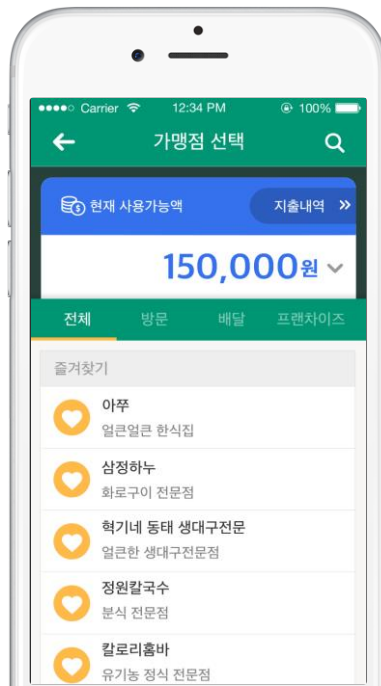 Carrier 12:34 PM 100%
가맹점 선택
현재 사용가능액 지출내역 »
150,000원
전체 방문 배달 프랜차이즈
즐겨찾기
아쭈
얼큰얼큰 한식집
삼정하누
화로구이 전문점
혁기네 동태 생대구전문
얼큰한 생대구전문점
정원칼국수
분식 전문점
칼로리홈바
유기농 정식 전문점